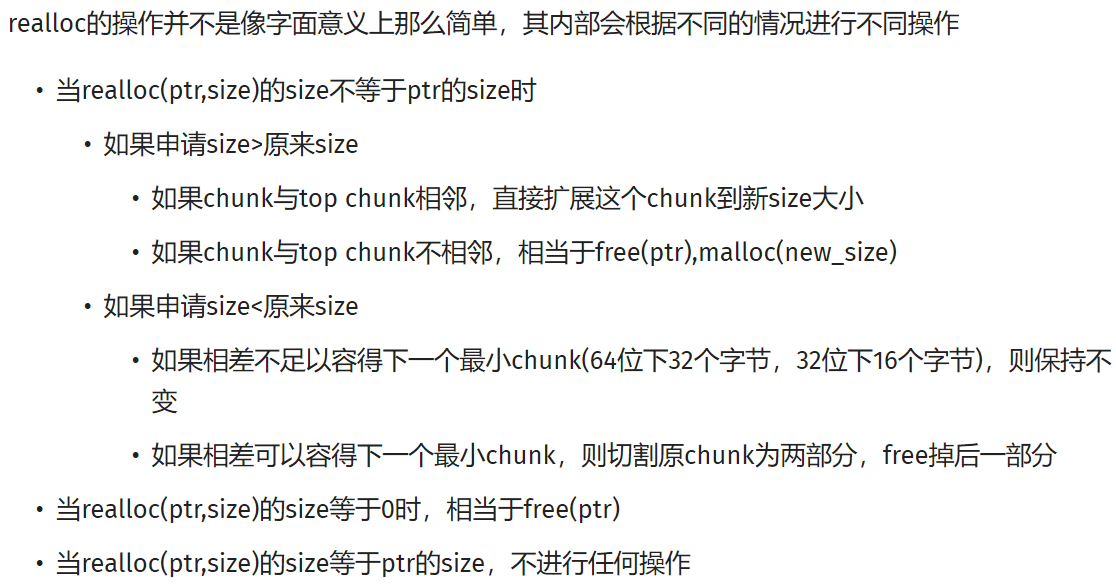 realloc的操作并不是像字面意义上那么简单，其内部会根据不同的情况进行不同操作
• 当realloc(ptr,size)的size不等于ptr的size时
• 如果申请size>原来size
• 如果chunk与top chunk相邻，直接扩展这个chunk到新size大小
• 如果chunk与top chunk不相邻，相当于free(ptr),malloc(new_size)
• 如果申请size<原来size
• 如果相差不足以容得下一个最小chunk(64位下32个字节，32位下16个字节)，则保持不
变
• 如果相差可以容得下一个最小chunk，则切割原chunk为两部分，free掉后一部分
• 当realloc(ptr,size)的size等于0时，相当于free(ptr)
• 当realloc(ptr,size)的size等于ptr的size，不进行任何操作